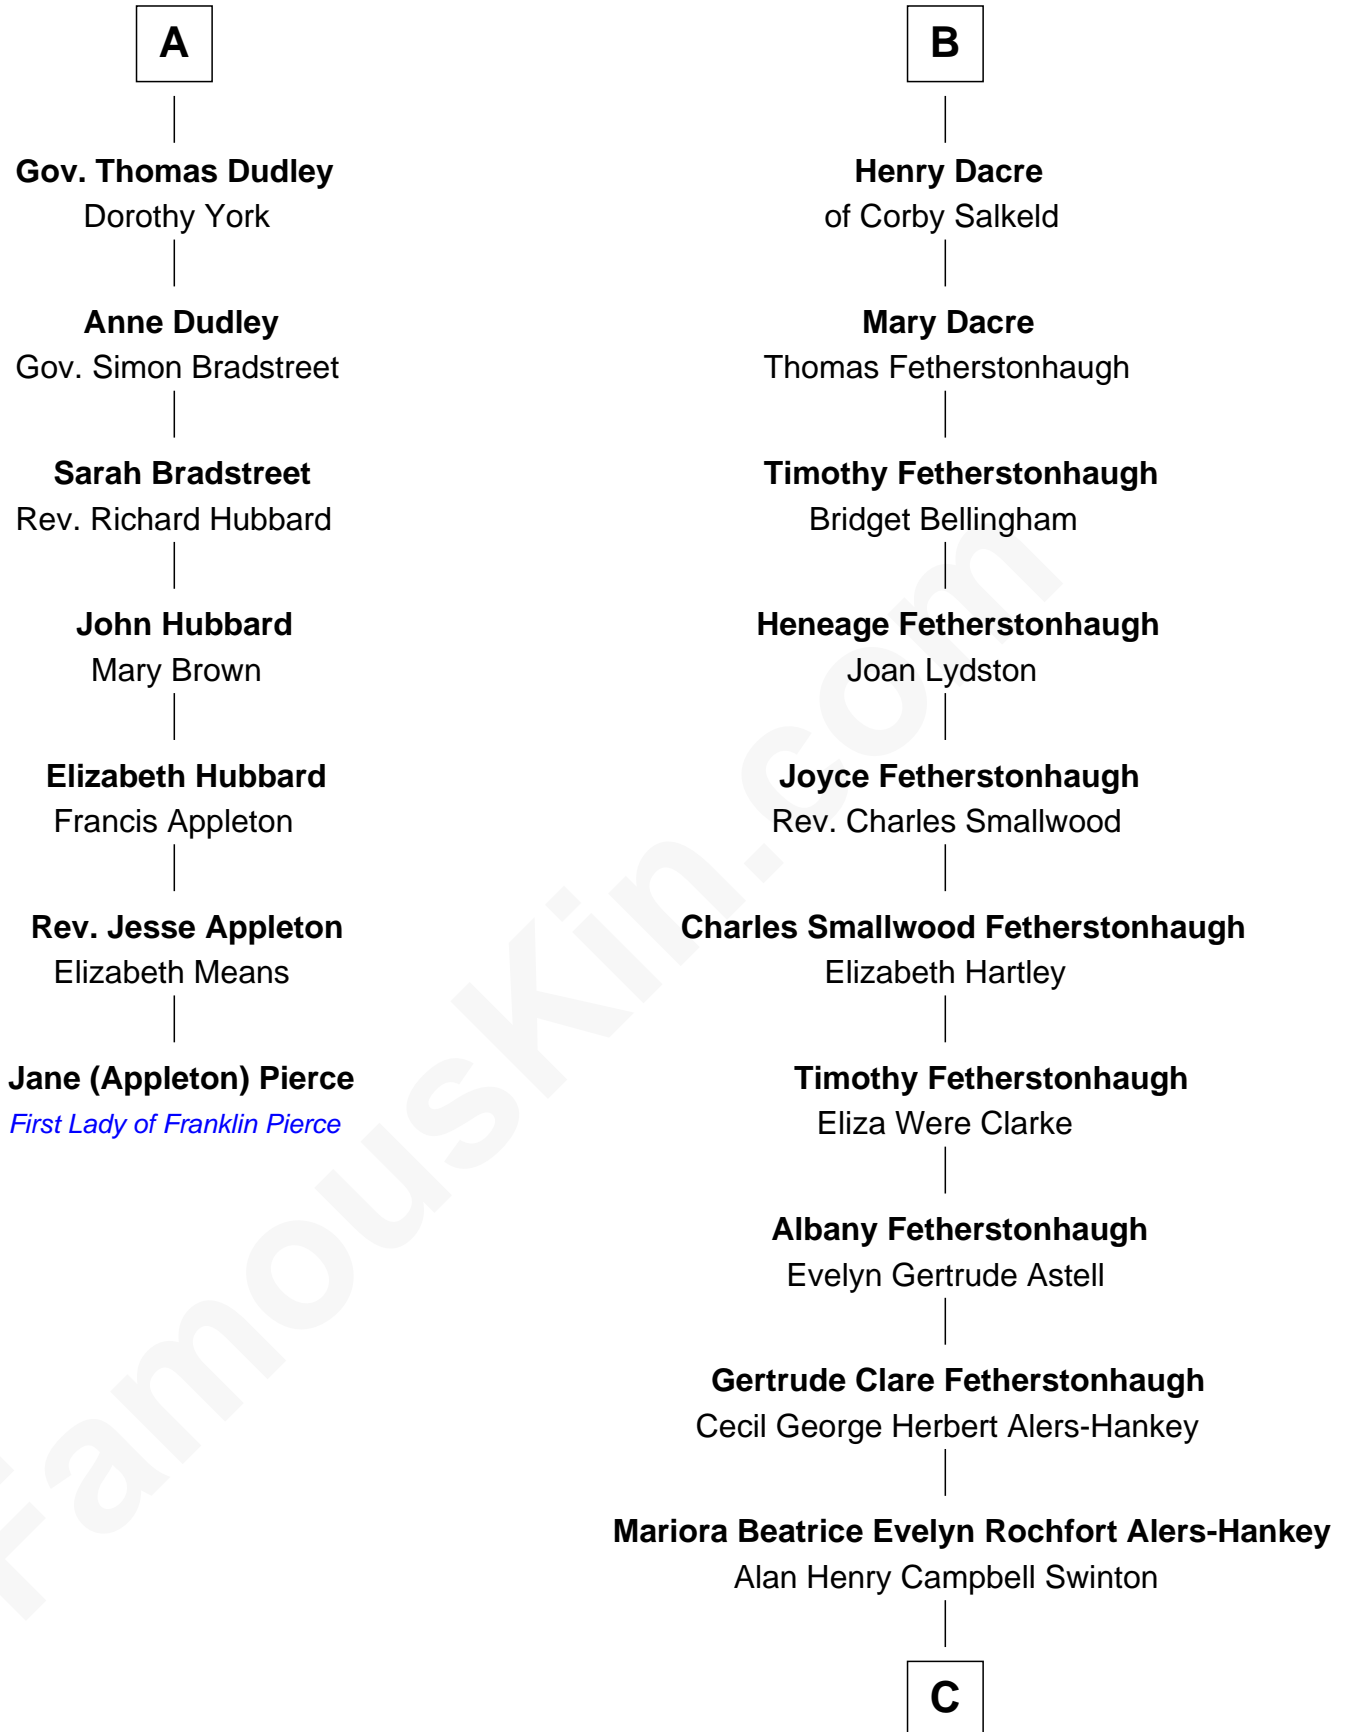 A
Gov. Thomas Dudley
Dorothy York
Anne Dudley
Gov. Simon Bradstreet
Sarah Bradstreet
Rev. Richard Hubbard
John Hubbard
Mary Brown
Elizabeth Hubbard
Francis Appleton
Rev. Jesse Appleton
Elizabeth Means
Jane (Appleton) Pierce
First Lady of Franklin Pierce
B
Henry Dacre
of Corby Salkeld
Mary Dacre
Thomas Fetherstonhaugh
Timothy Fetherstonhaugh
Bridget Bellingham
Heneage Fetherstonhaugh
Joan Lydston
Joyce Fetherstonhaugh
Rev. Charles Smallwood
Charles Smallwood Fetherstonhaugh
Elizabeth Hartley
Timothy Fetherstonhaugh
Eliza Were Clarke
Albany Fetherstonhaugh
Evelyn Gertrude Astell
Gertrude Clare Fetherstonhaugh
Cecil George Herbert Alers-Hankey
Mariora Beatrice Evelyn Rochfort Alers-Hankey
Alan Henry Campbell Swinton
C
FamousKin.com